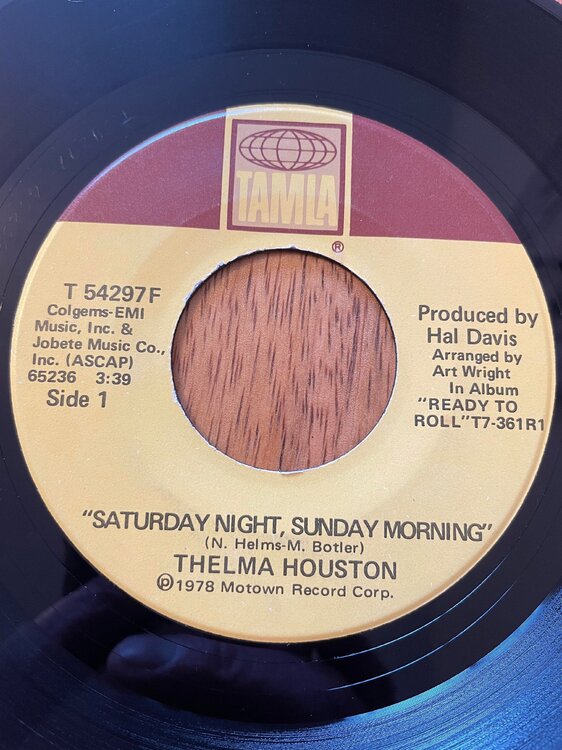 TAMLA
®
T 54297F
Colgems-EMI
Music, Inc. &
Jobete Music Co.,
Inc. (ASCAP)
65236 3:39
Side 1
Produced by
Hal Davis
Arranged by
Art Wright
In Album
"READY TO
ROLL"T7-361R1
"SATURDAY NIGHT, SUNDAY MORNING"
(N. Helms-M. Botler)
THELMA HOUSTON
℗1978 Motown Record Corp.